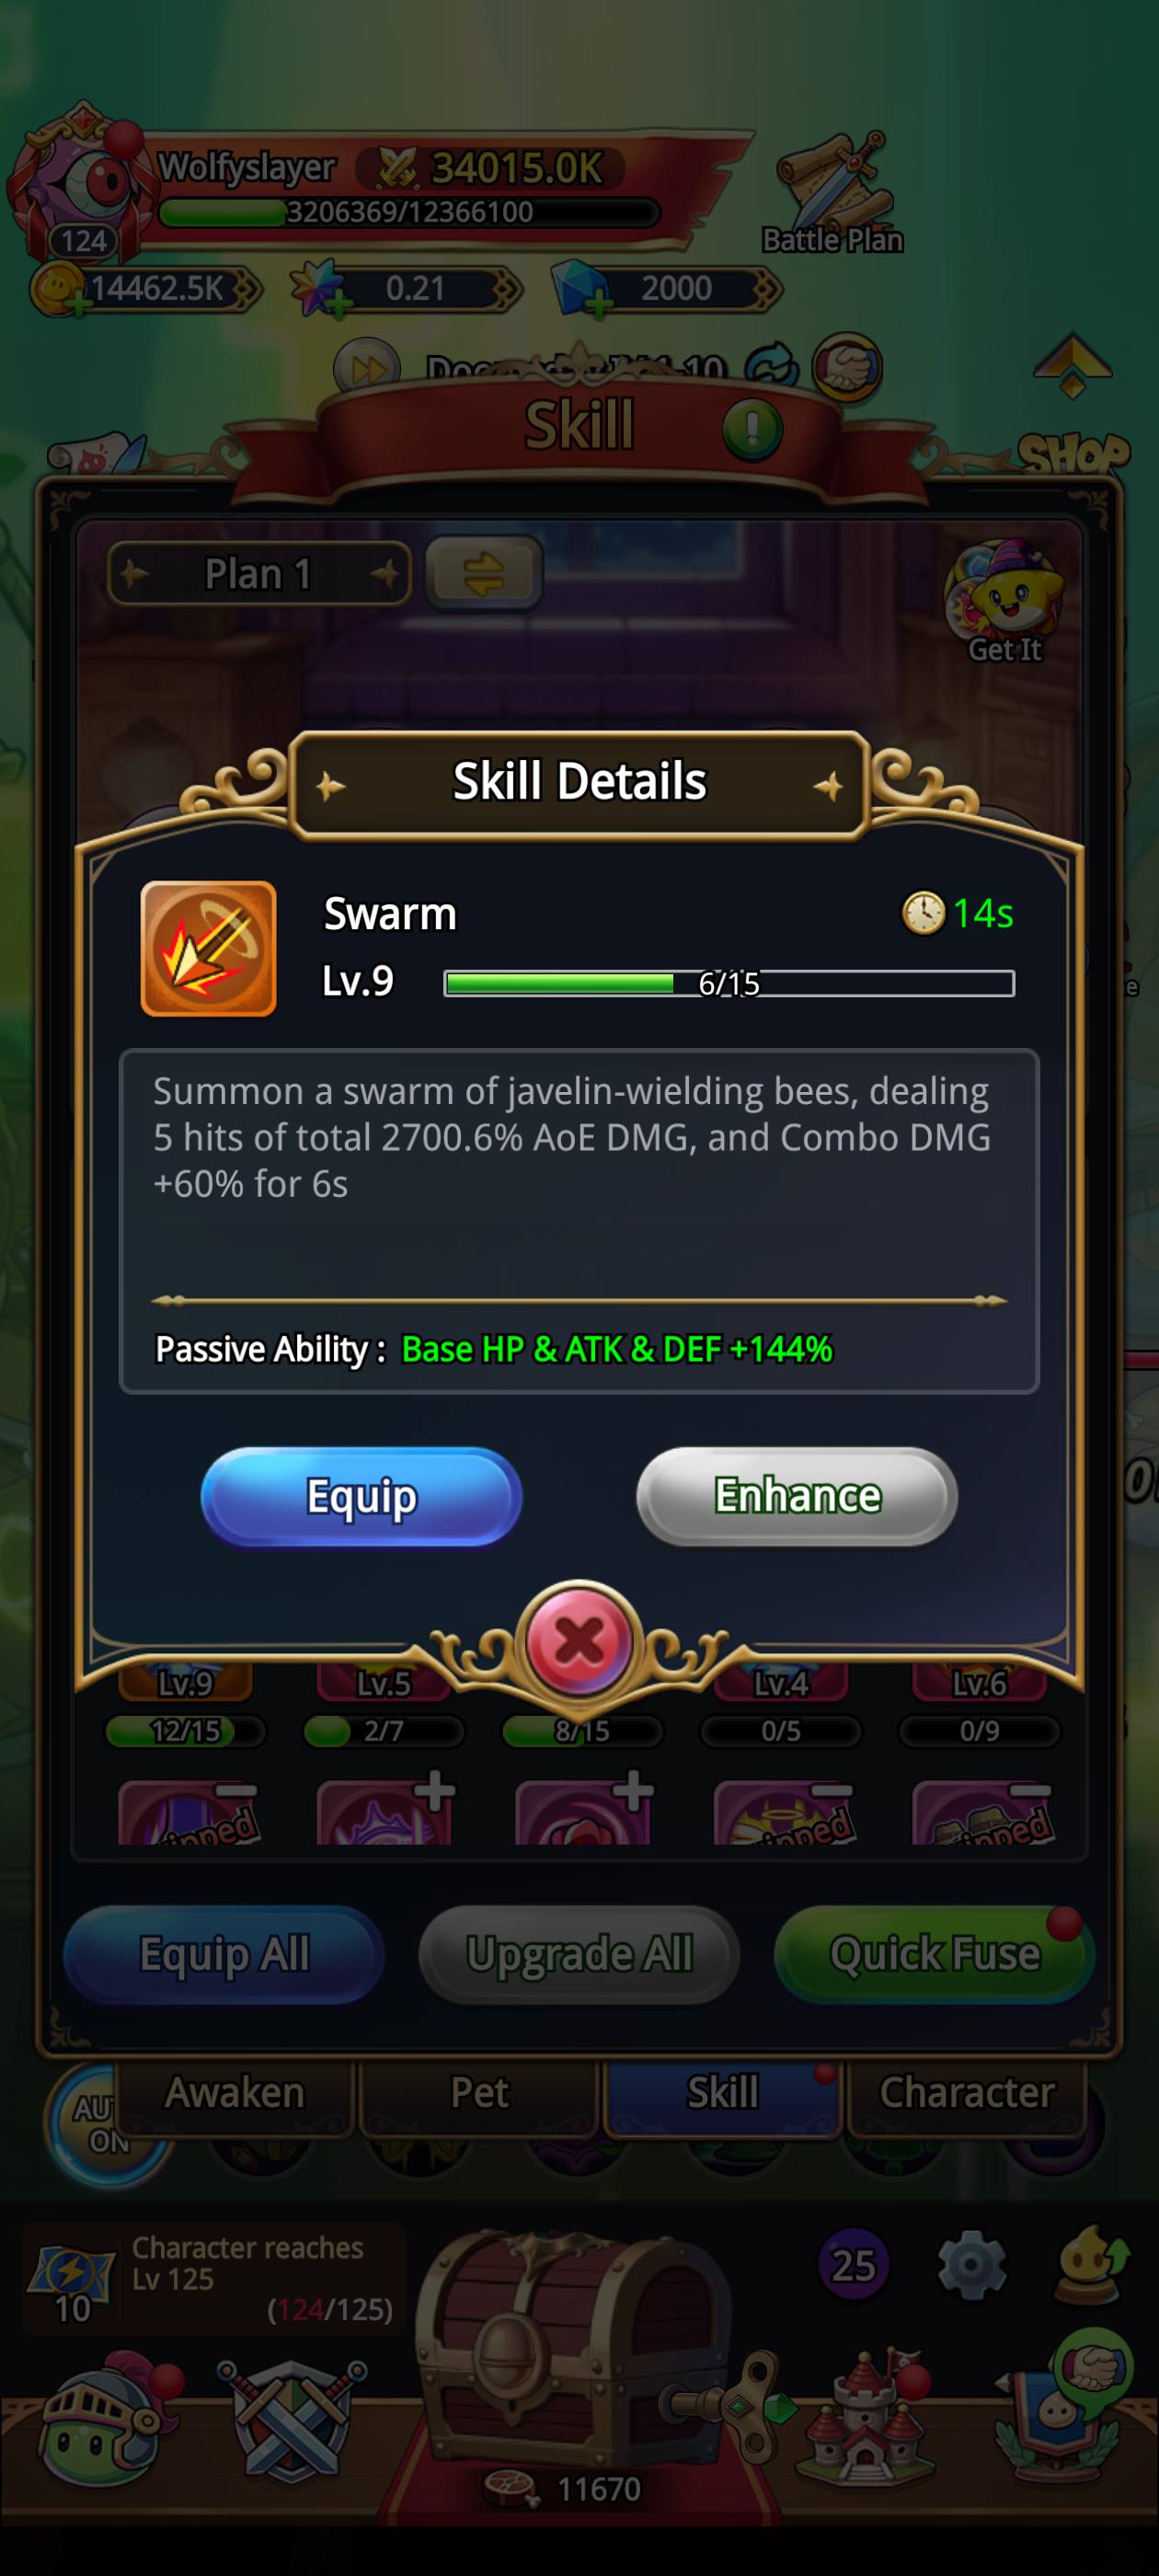 Wolfyslayer
34015.0K
3206369/12366100
124
Battle Plan
14462.5K
0.21
2000
Skill
SHOP
Plan 1
Get It
Skill Details
Swarm
14s
Lv.9
6/15
Summon a swarm of javelin-wielding bees, dealing
5 hits of total 2700.6% AoE DMG, and Combo DMG
+60% for 6s
Passive Ability : Base HP & ATK & DEF +144%
Equip
Enhance
Lv.9
Lv.5
Lv.4
Lv.6
12/15
2/7
8/15
0/5
0/9
Equip All
Upgrade All
Quick Fuse
Awaken
Pet
Skill
Character
ON
Character reaches
Lv 125
(124/125)
10
25
11670